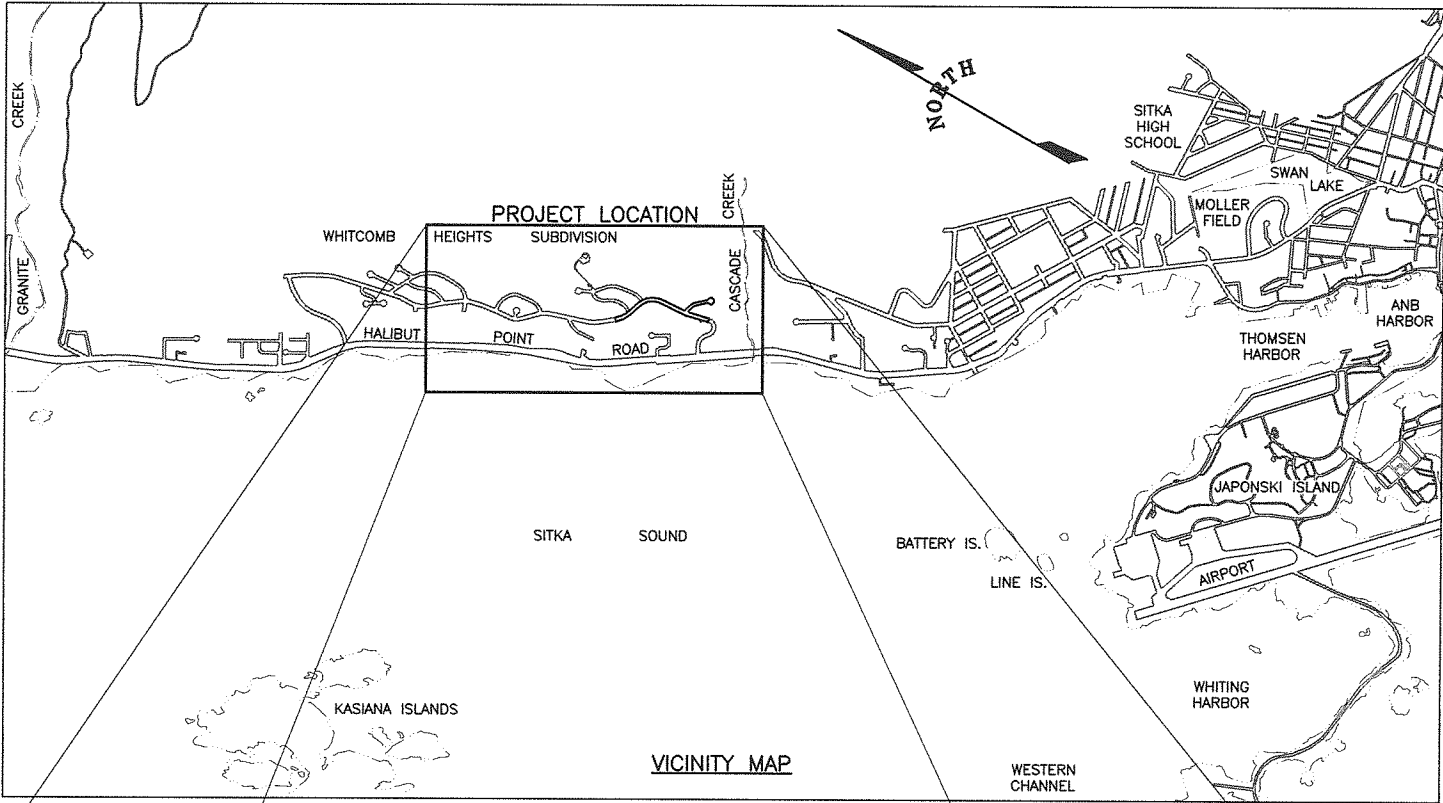 CREEK
GRANITE
NORTH
SITKA
HIGH
SCHOOL
SWAN
LAKE
MOLLER
FIELD
PROJECT LOCATION
CREEK
CASCADE
WHITCOMB HEIGHTS SUBDIVISION
HALIBUT POINT ROAD
ANB
HARBOR
THOMSEN
HARBOR
JAPONSKI ISLAND
SITKA SOUND
BATTERY IS.
LINE IS.
AIRPORT
KASIANA ISLANDS
WHITING
HARBOR
VICINITY MAP
WESTERN
CHANNEL